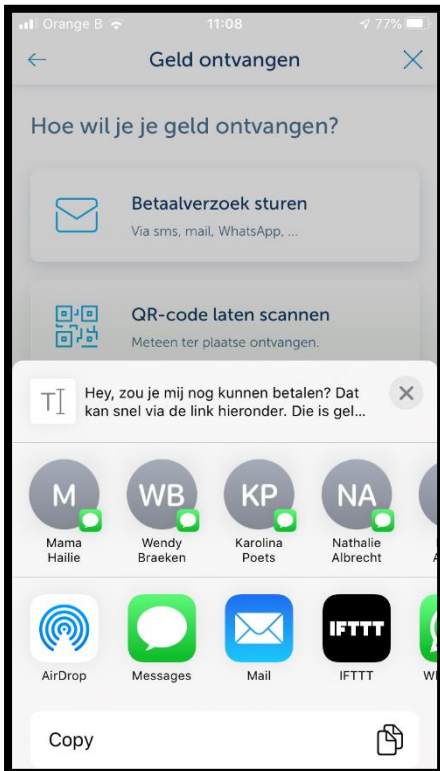 Orange B 11:08 77%
Geld ontvangen
Hoe wil je je geld ontvangen?
Betaalverzoek sturen
Via sms, mail, WhatsApp, ...
QR-code laten scannen
Meteen ter plaatse ontvangen.
Hey, zou je mij nog kunnen betalen? Dat
kan snel via de link hieronder. Die is gel...
M WB KP NA
Mama Wendy Karolina Nathalie
Hailie Braeken Poets Albrecht
IFTTT
AirDrop Messages Mail IFTTT
Copy